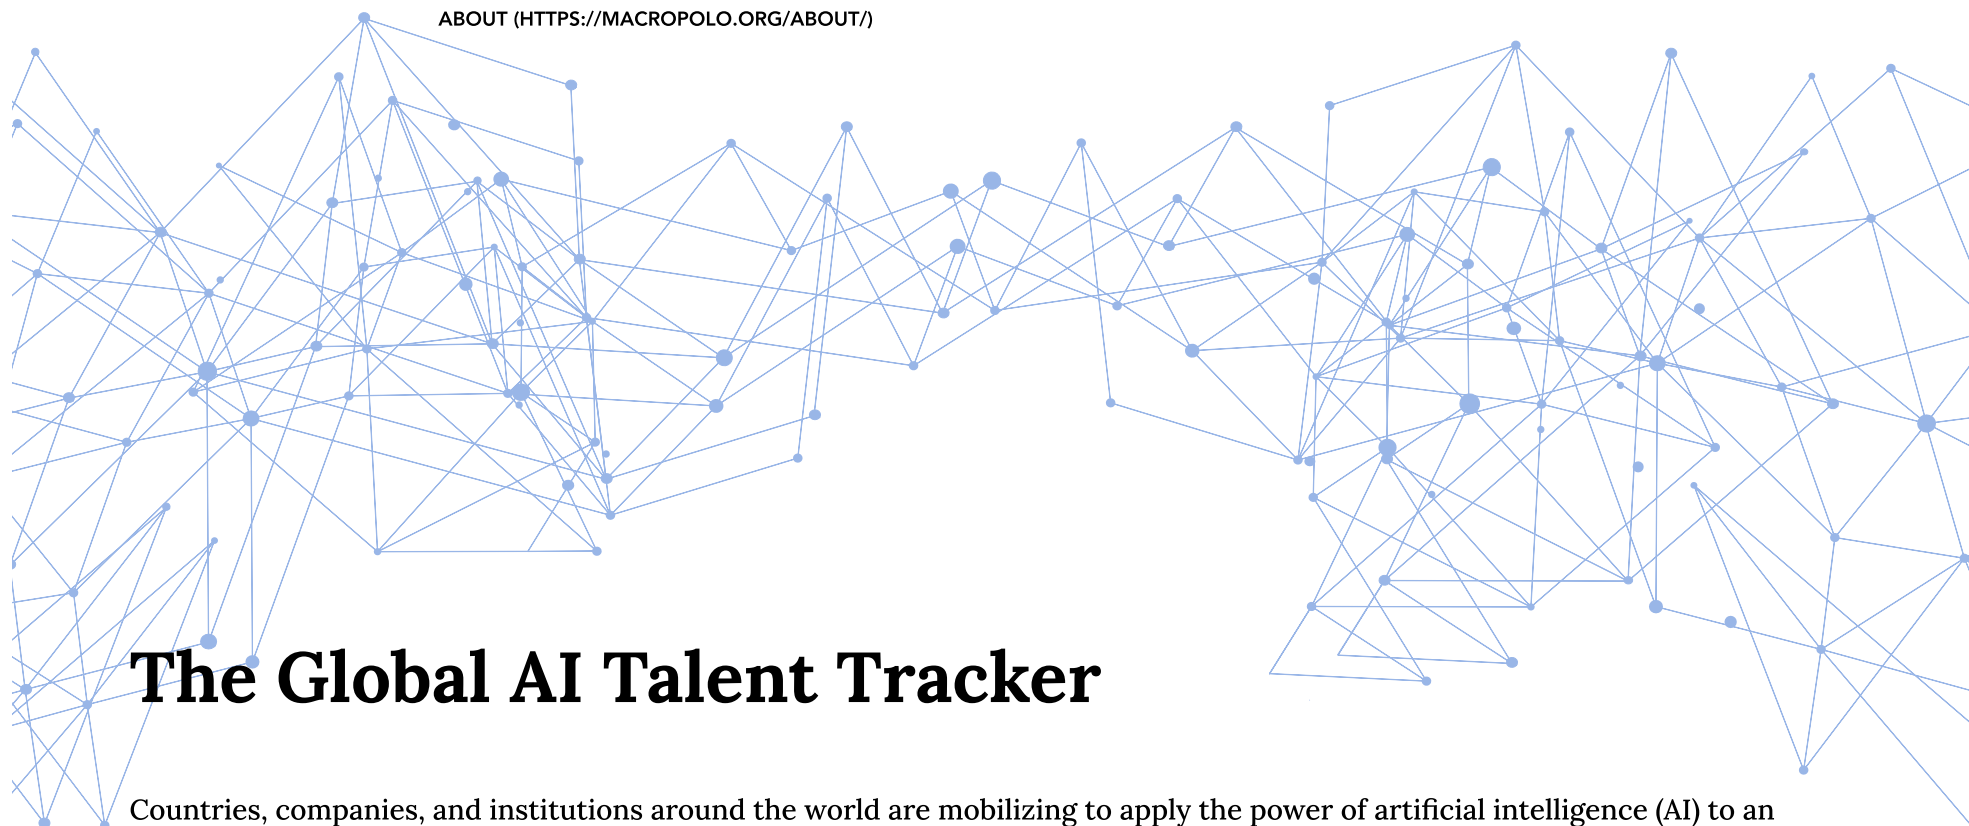 ABOUT (HTTPS://MACROPOLO.ORG/ABOUT/)
The Global AI Talent Tracker
Countries, companies, and institutions around the world are mobilizing to apply the power of artificial intelligence (AI) to an